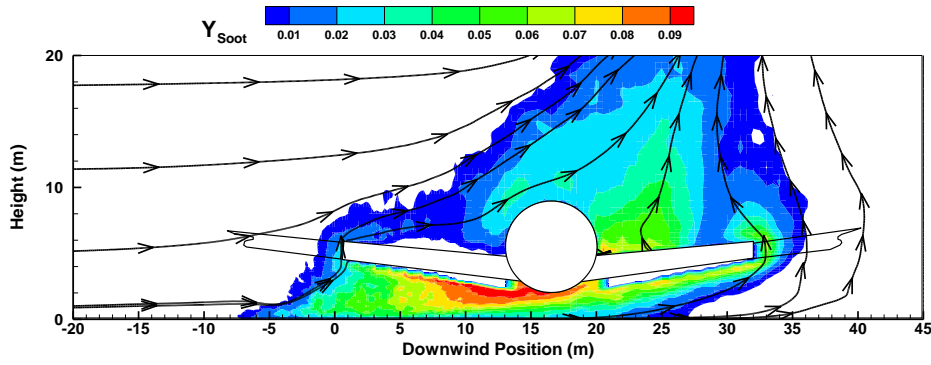 Y_Soot
0.01 0.02 0.03 0.04 0.05 0.06 0.07 0.08 0.09
20
10
0
Height (m)
-20 -15 -10 -5 0 5 10 15 20 25 30 35 40 45
Downwind Position (m)